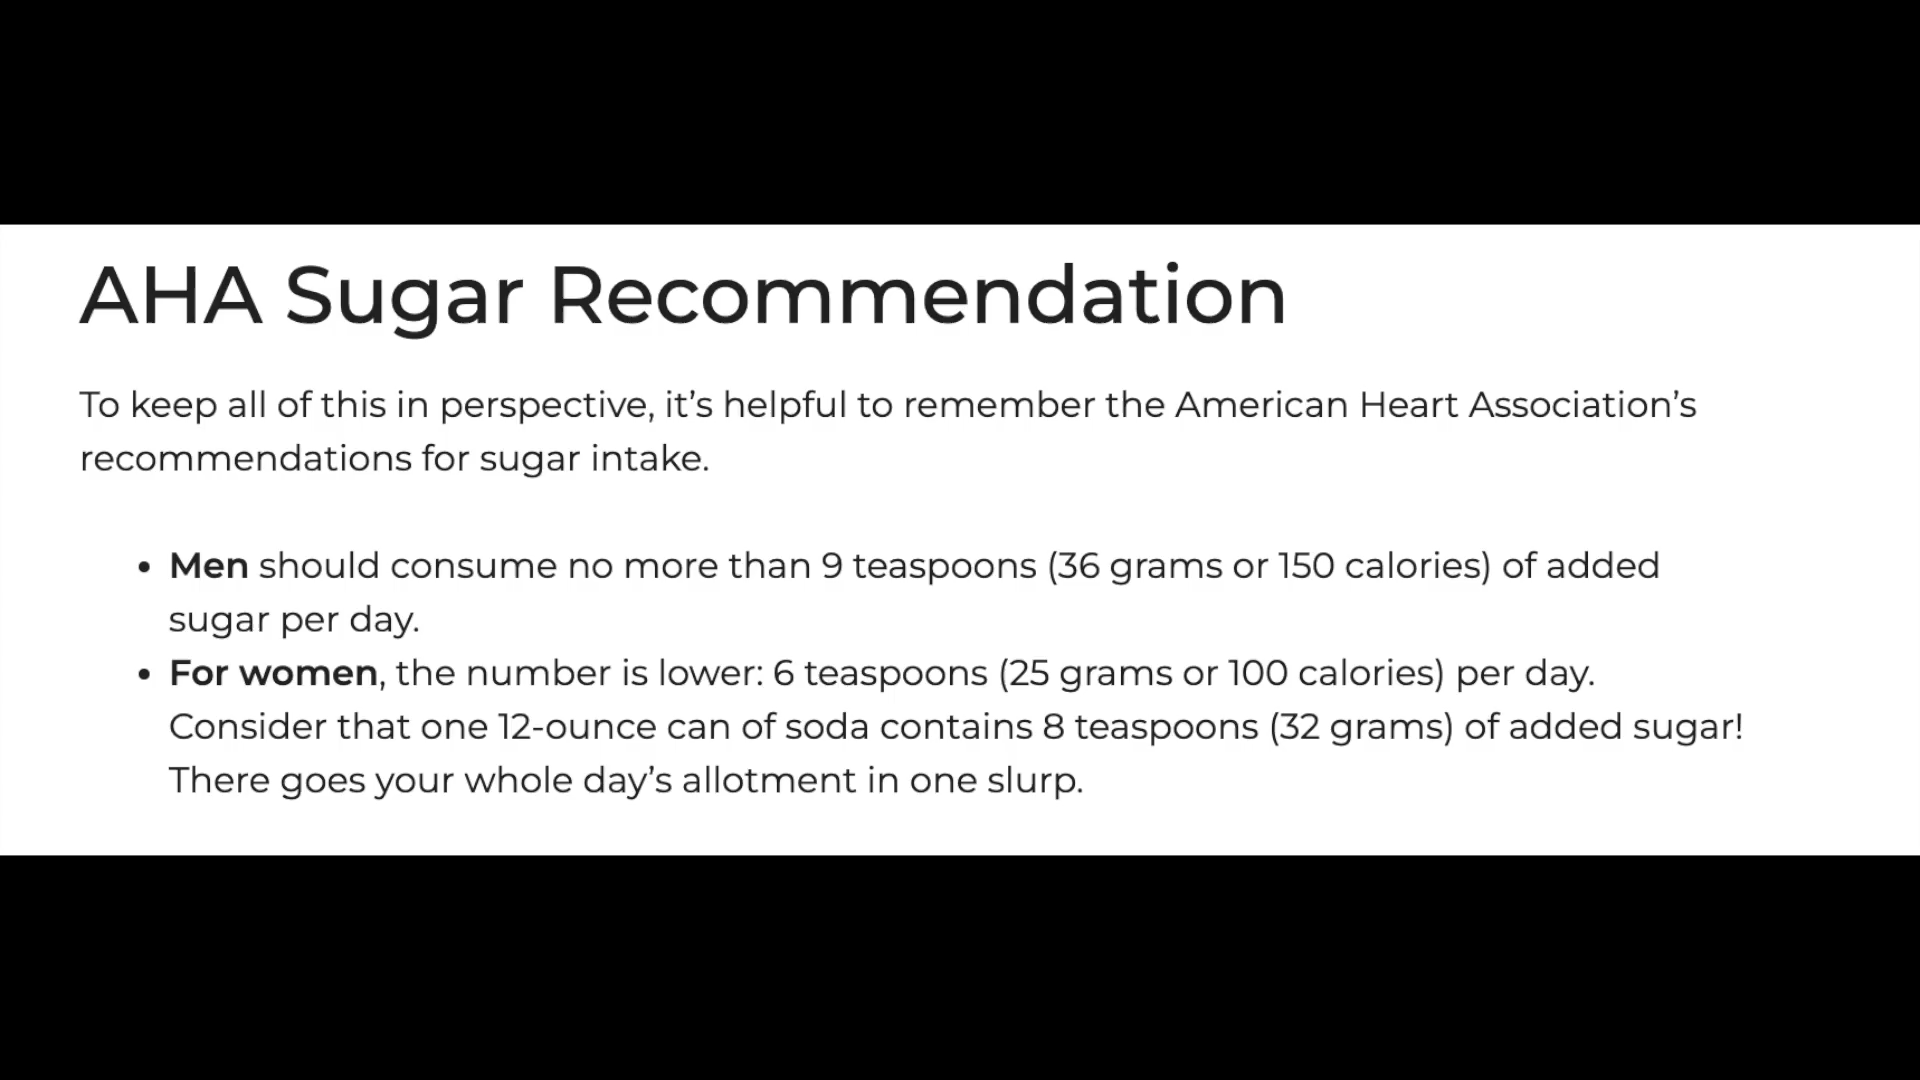 AHA Sugar Recommendation
To keep all of this in perspective, it’s helpful to remember the American Heart Association’s
recommendations for sugar intake.
• Men should consume no more than 9 teaspoons (36 grams or 150 calories) of added
sugar per day.
• For women, the number is lower: 6 teaspoons (25 grams or 100 calories) per day.
Consider that one 12-ounce can of soda contains 8 teaspoons (32 grams) of added sugar!
There goes your whole day’s allotment in one slurp.